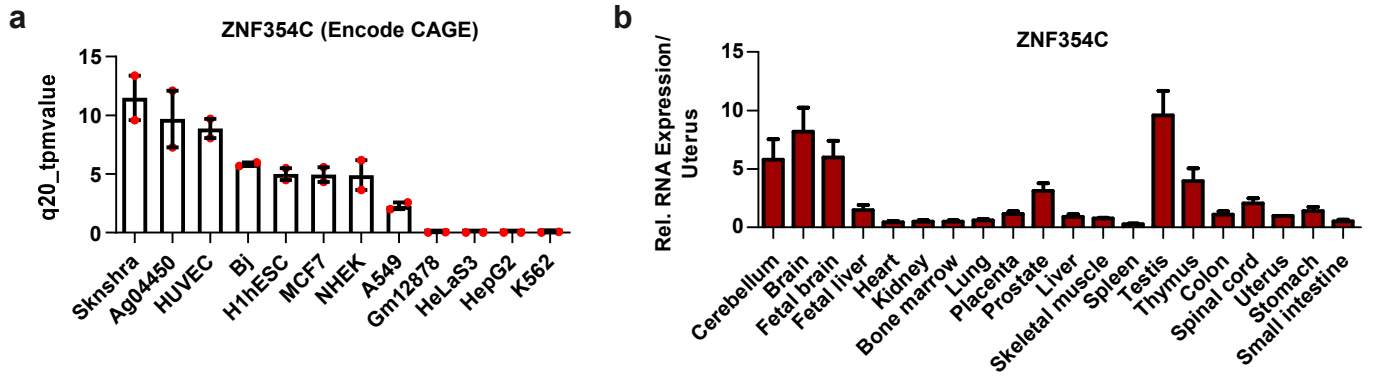 a
ZNF354C (Encode CAGE)
q20_tpmvalue
15
10
5
0
Sknshra
Ag04450
HUVEC
Bj
H1hESC
MCF7
NHEK
A549
Gm12878
HeLaS3
HepG2
K562
b
ZNF354C
Rel. RNA Expression/
Uterus
15
10
5
0
Cerebellum
Brain
Fetal brain
Fetal liver
Heart
Kidney
Bone marrow
Lung
Placenta
Prostate
Liver
Skeletal muscle
Spleen
Testis
Thymus
Colon
Spinal cord
Uterus
Stomach
Small intestine